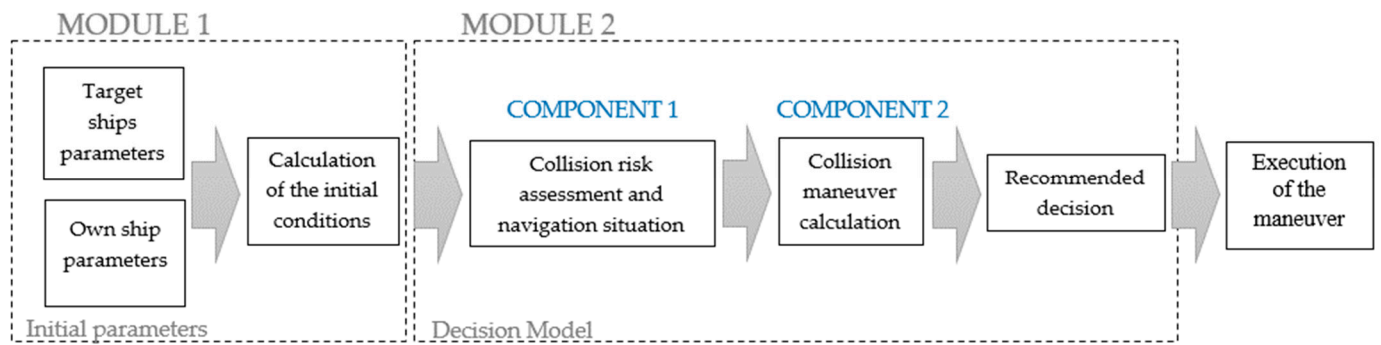 MODULE 1
Target
ships
parameters
Own ship
parameters
Calculation
of the initial
conditions
Initial parameters
MODULE 2
COMPONENT 1
Collision risk
assessment and
navigation situation
COMPONENT 2
Collision
maneuver
calculation
Recommended
decision
Decision Model
Execution
of the
maneuver